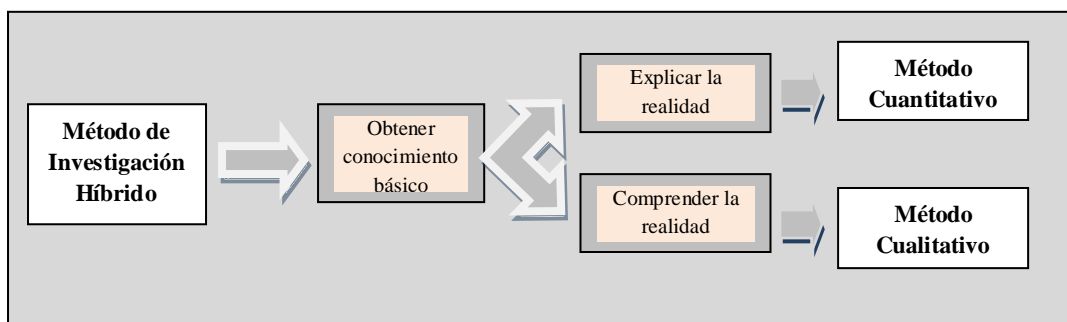 Método de
Investigación
Híbrido
Obtener
conocimiento
básico
Explicar la
realidad
Método
Cuantitativo
Comprender la
realidad
Método
Cualitativo